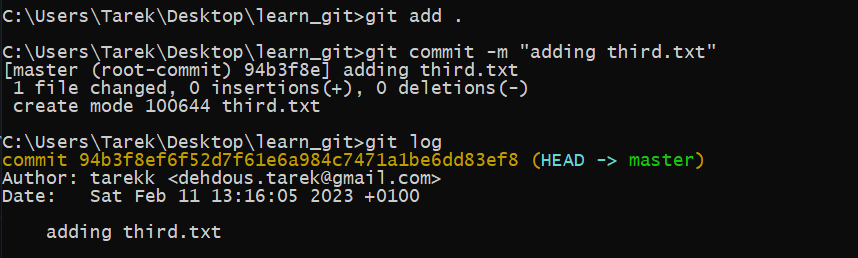 C:\Users\Tarek\Desktop\learn_git>git add .
C:\Users\Tarek\Desktop\learn_git>git commit -m "adding third.txt"
[master (root-commit) 94b3f8e] adding third.txt
 1 file changed, 0 insertions(+), 0 deletions(-)
 create mode 100644 third.txt
C:\Users\Tarek\Desktop\learn_git>git log
commit 94b3f8ef6f52d7f61e6a984c7471a1be6dd83ef8 (HEAD -> master)
Author: tarekk <dehdous.tarek@gmail.com>
Date:   Sat Feb 11 13:16:05 2023 +0100
    adding third.txt